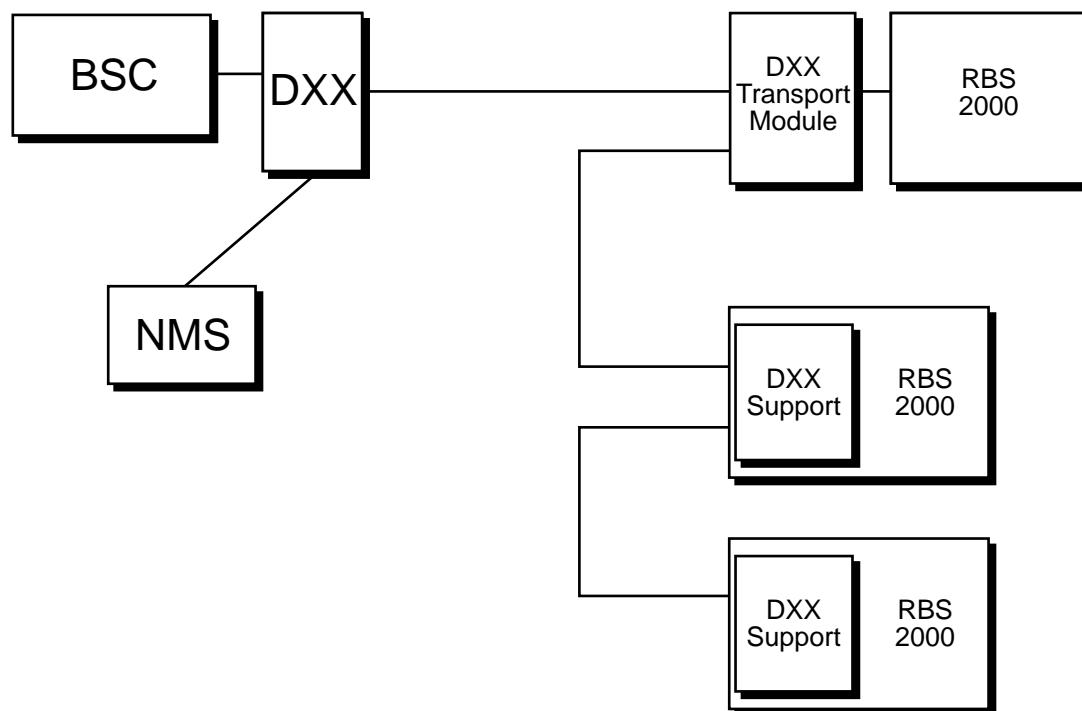 BSC
DXX
DXX
Transport
Module
RBS
2000
NMS
DXX
Support
RBS
2000
DXX
Support
RBS
2000